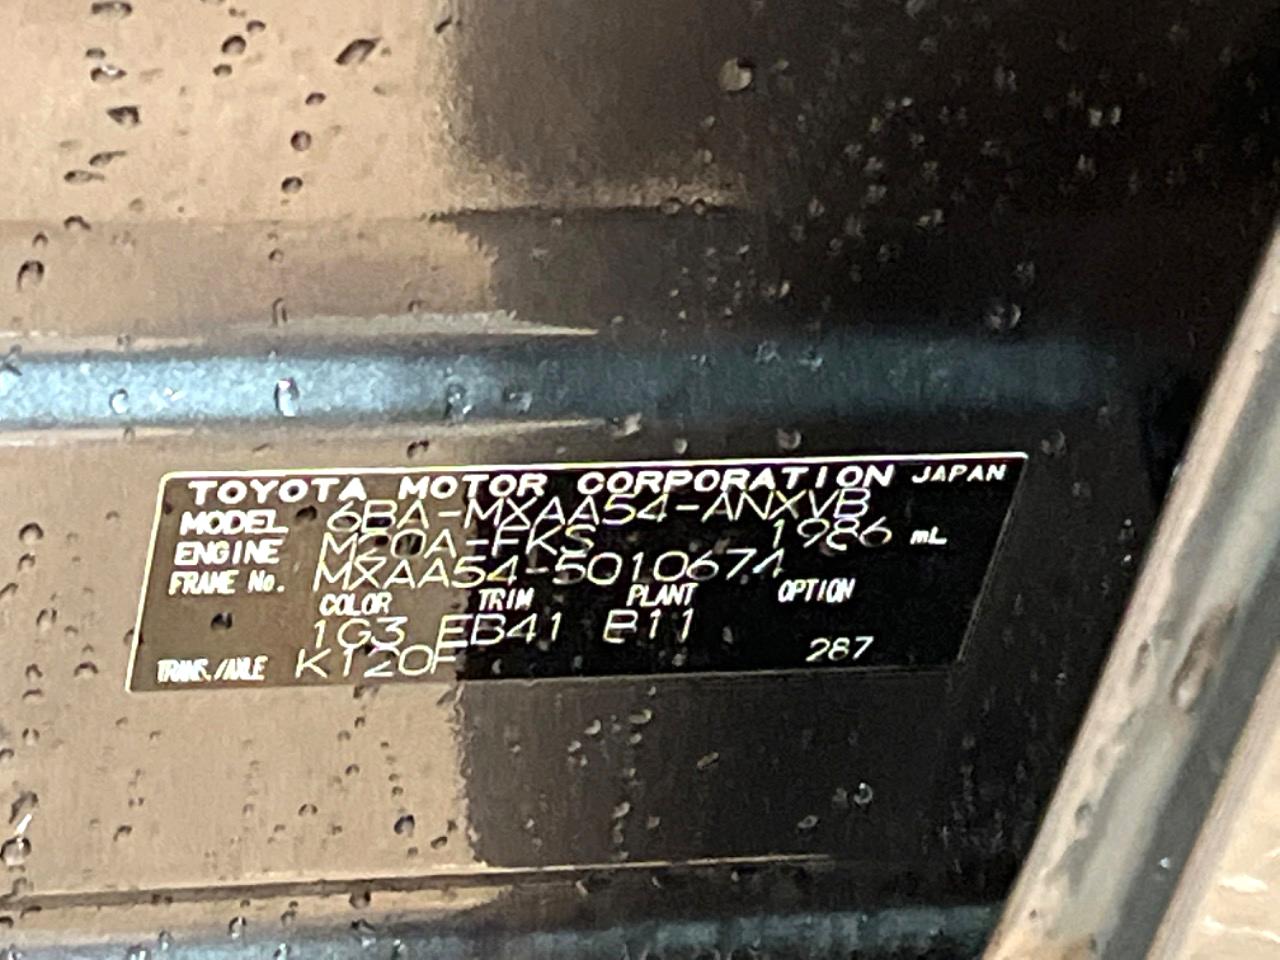 TOYOTA MOTOR CORPORATION JAPAN
MODEL 6BA-MXAA54-ANXVB
ENGINE M20A-FKS 1986 mL
FRAME No. MXAA54-5010674
COLOR TRIM PLANT OPTION
1G3 EB41 B11
TRANS./AXLE K120F 287